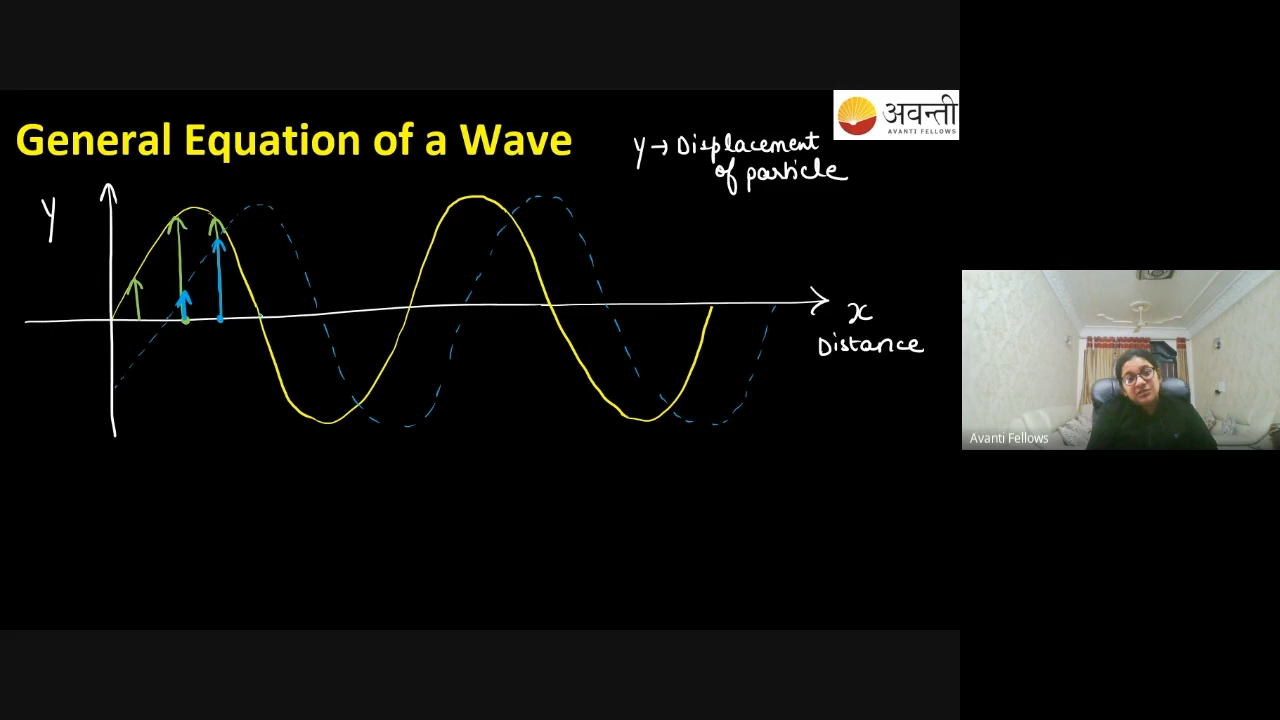 अवन्ती
AVANTI FELLOWS
General Equation of a Wave
y → Displacement
of particle
y
x
Distance
Avanti Fellows